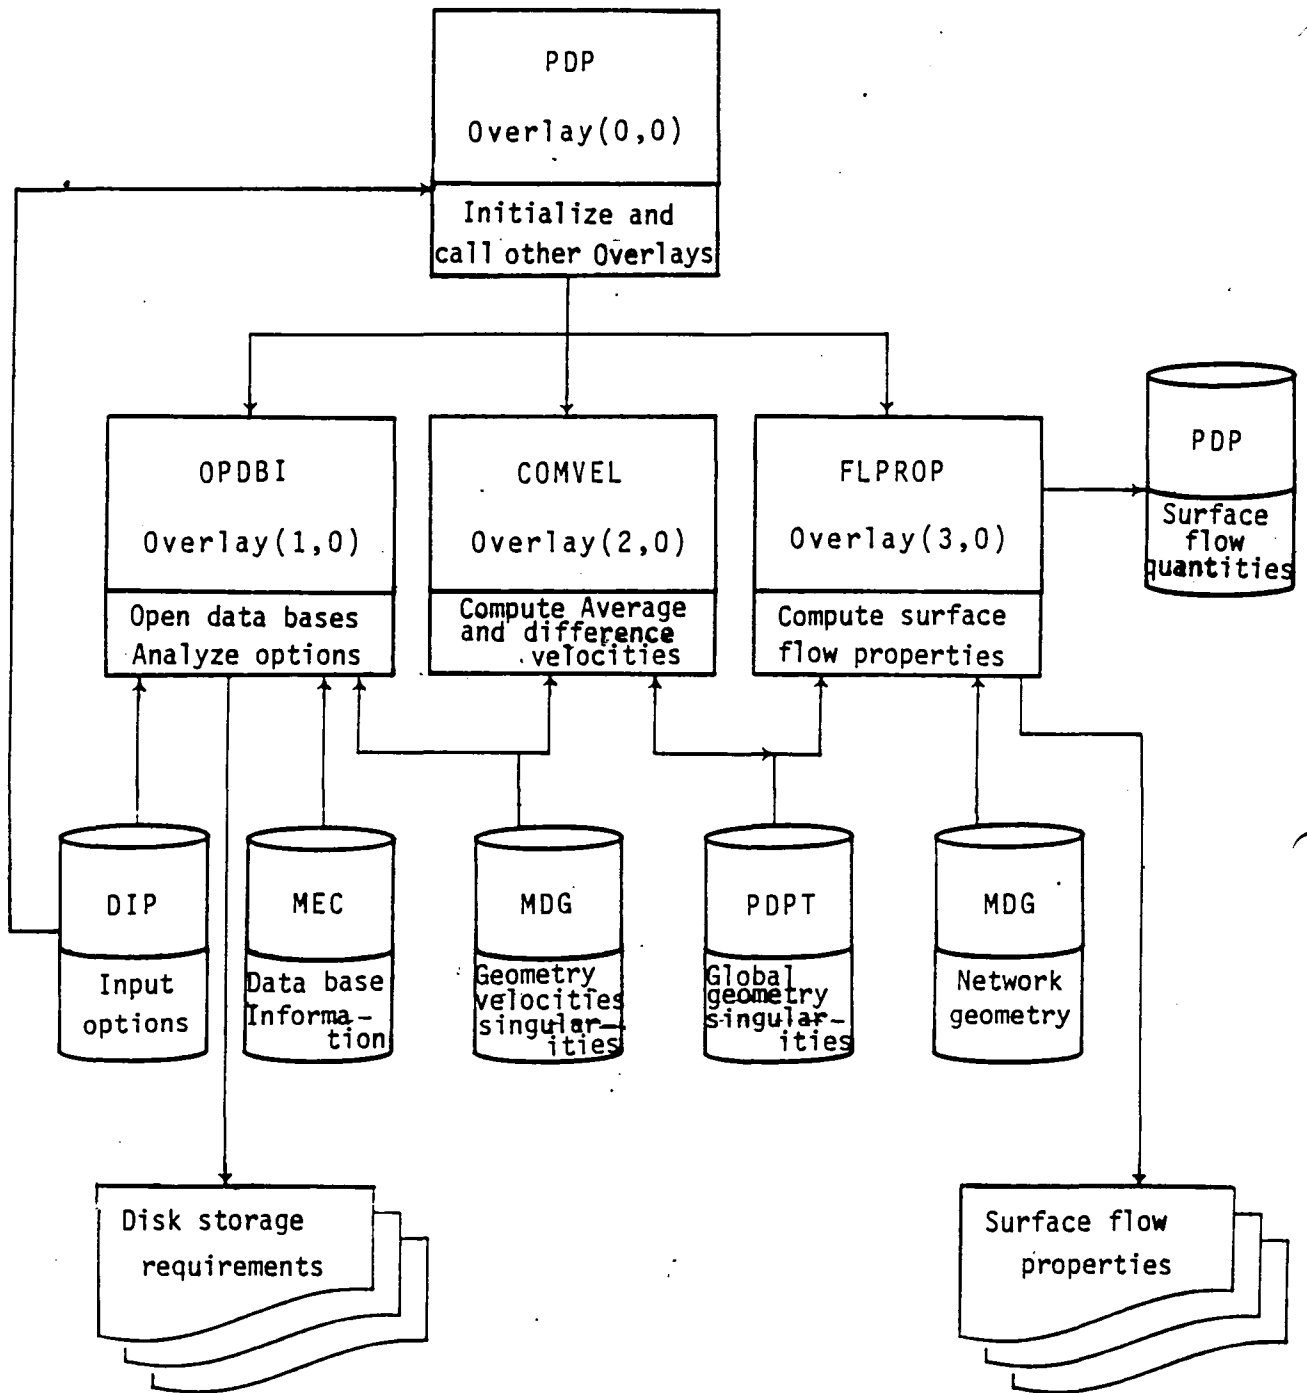 PDP
Overlay(0,0)
Initialize and
call other Overlays
OPDBI
Overlay(1,0)
Open data bases
Analyze options
COMVEL
Overlay(2,0)
Compute Average
and difference
velocities
FLPROP
Overlay(3,0)
Compute surface
flow properties
PDP
Surface
flow
quantities
DIP
Input
options
MEC
Data base
Informa-
tion
MDG
Geometry
velocities
singular-
ities
PDPT
Global
geometry
singular-
ities
MDG
Network
geometry
Disk storage
requirements
Surface flow
properties